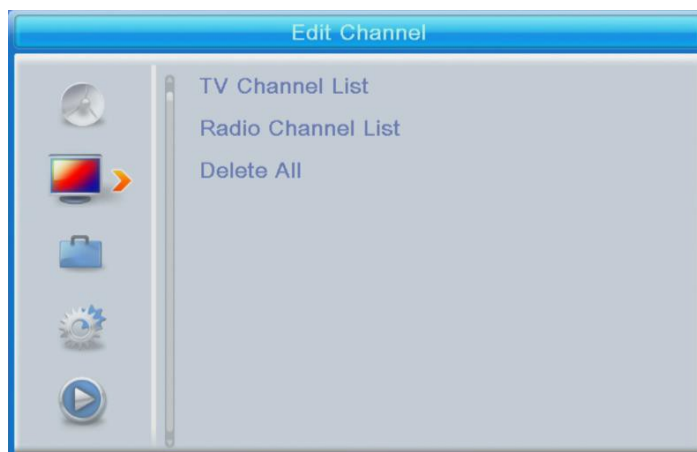 Edit Channel
TV Channel List
Radio Channel List
Delete All